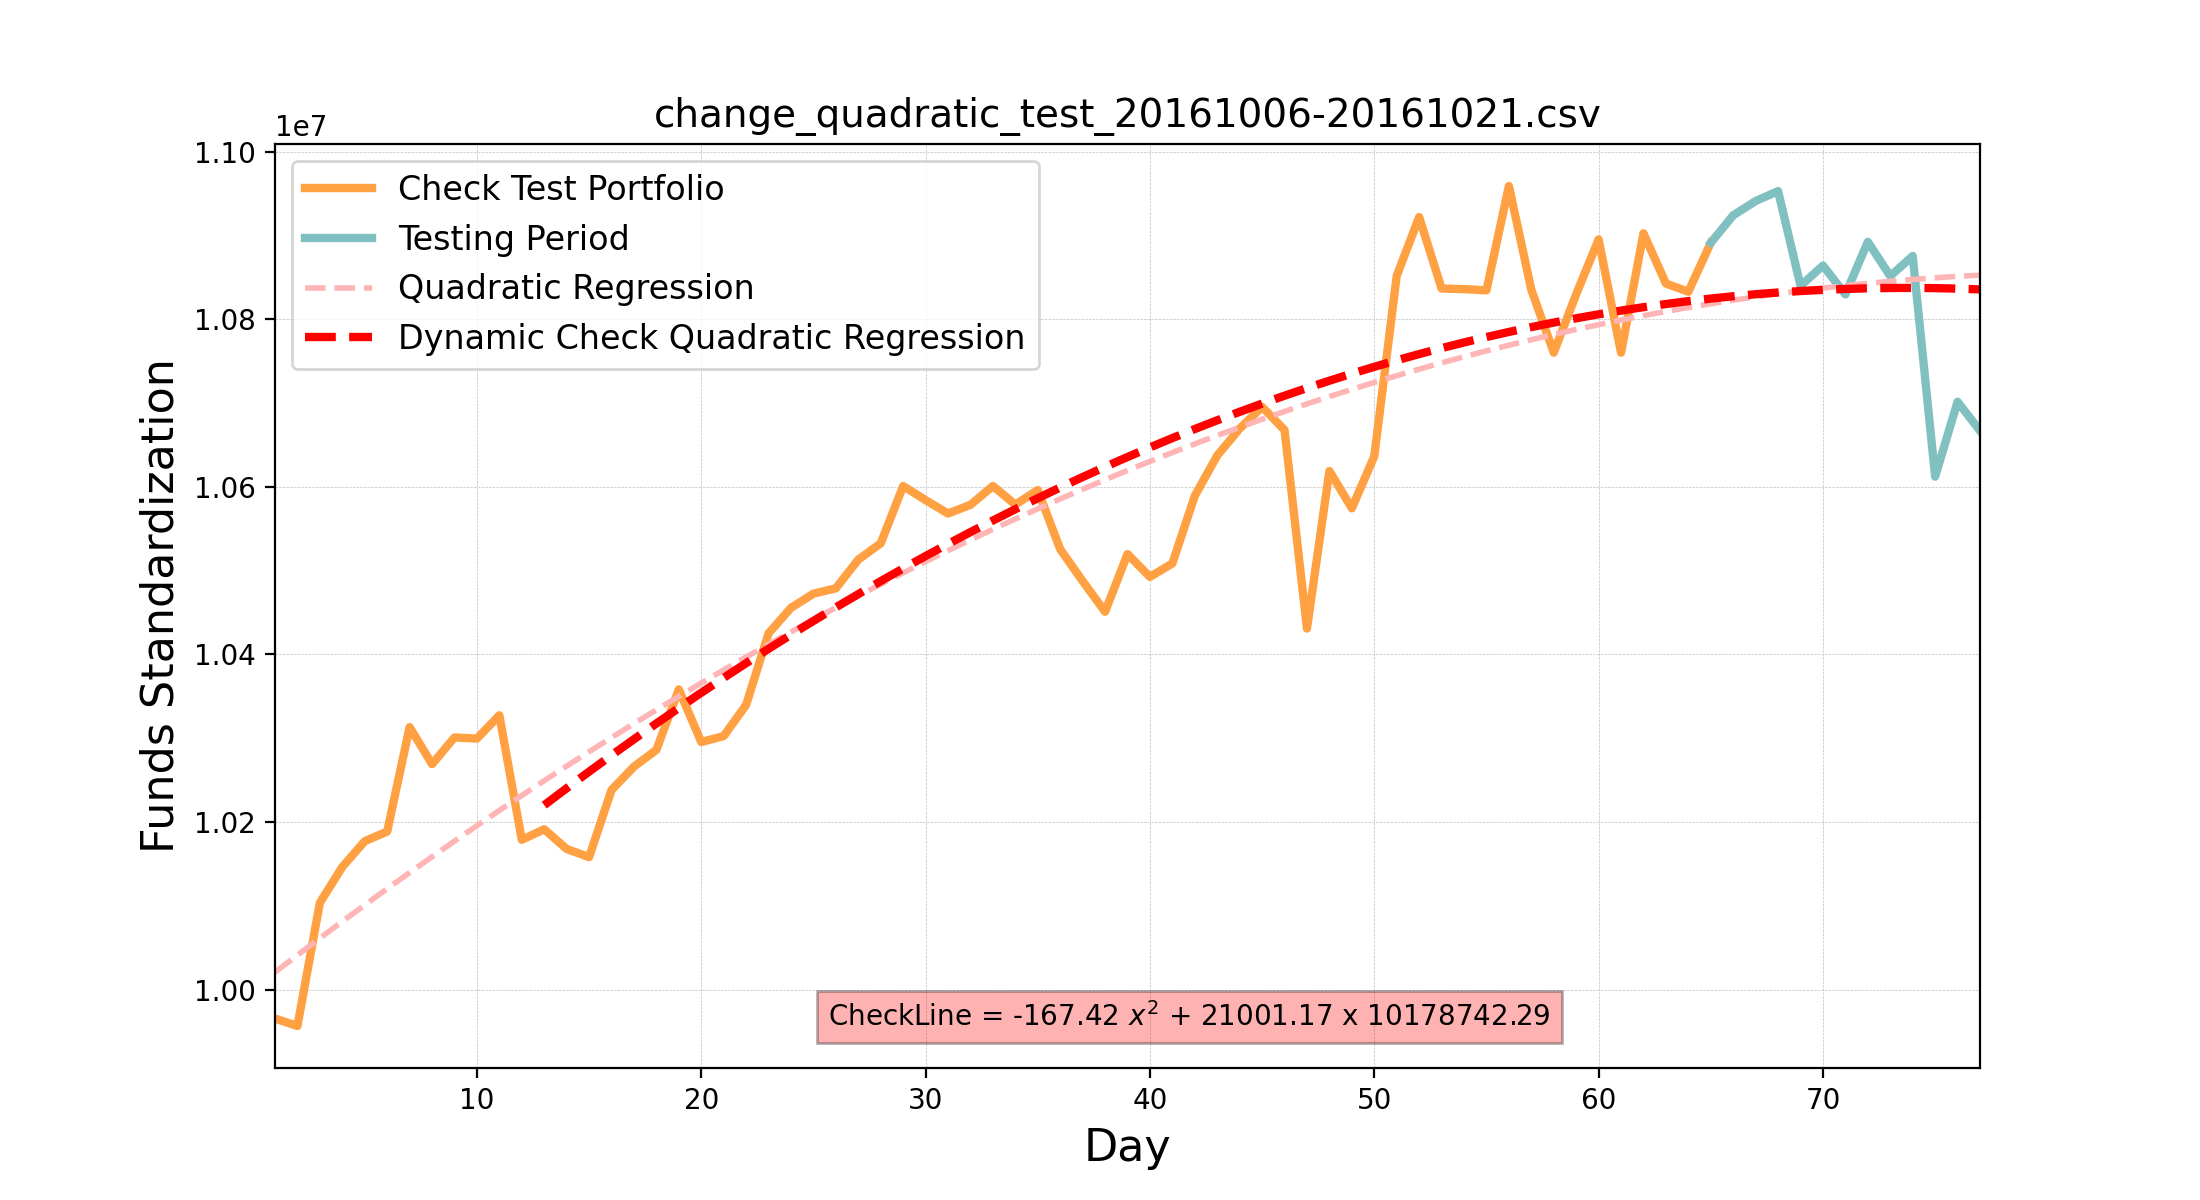 change_quadratic_test_20161006-20161021.csv
1e7
1.10
1.08
1.06
1.04
1.02
1.00
Funds Standardization
Check Test Portfolio
Testing Period
Quadratic Regression
Dynamic Check Quadratic Regression
CheckLine = -167.42 x² + 21001.17 x 10178742.29
10 20 30 40 50 60 70
Day